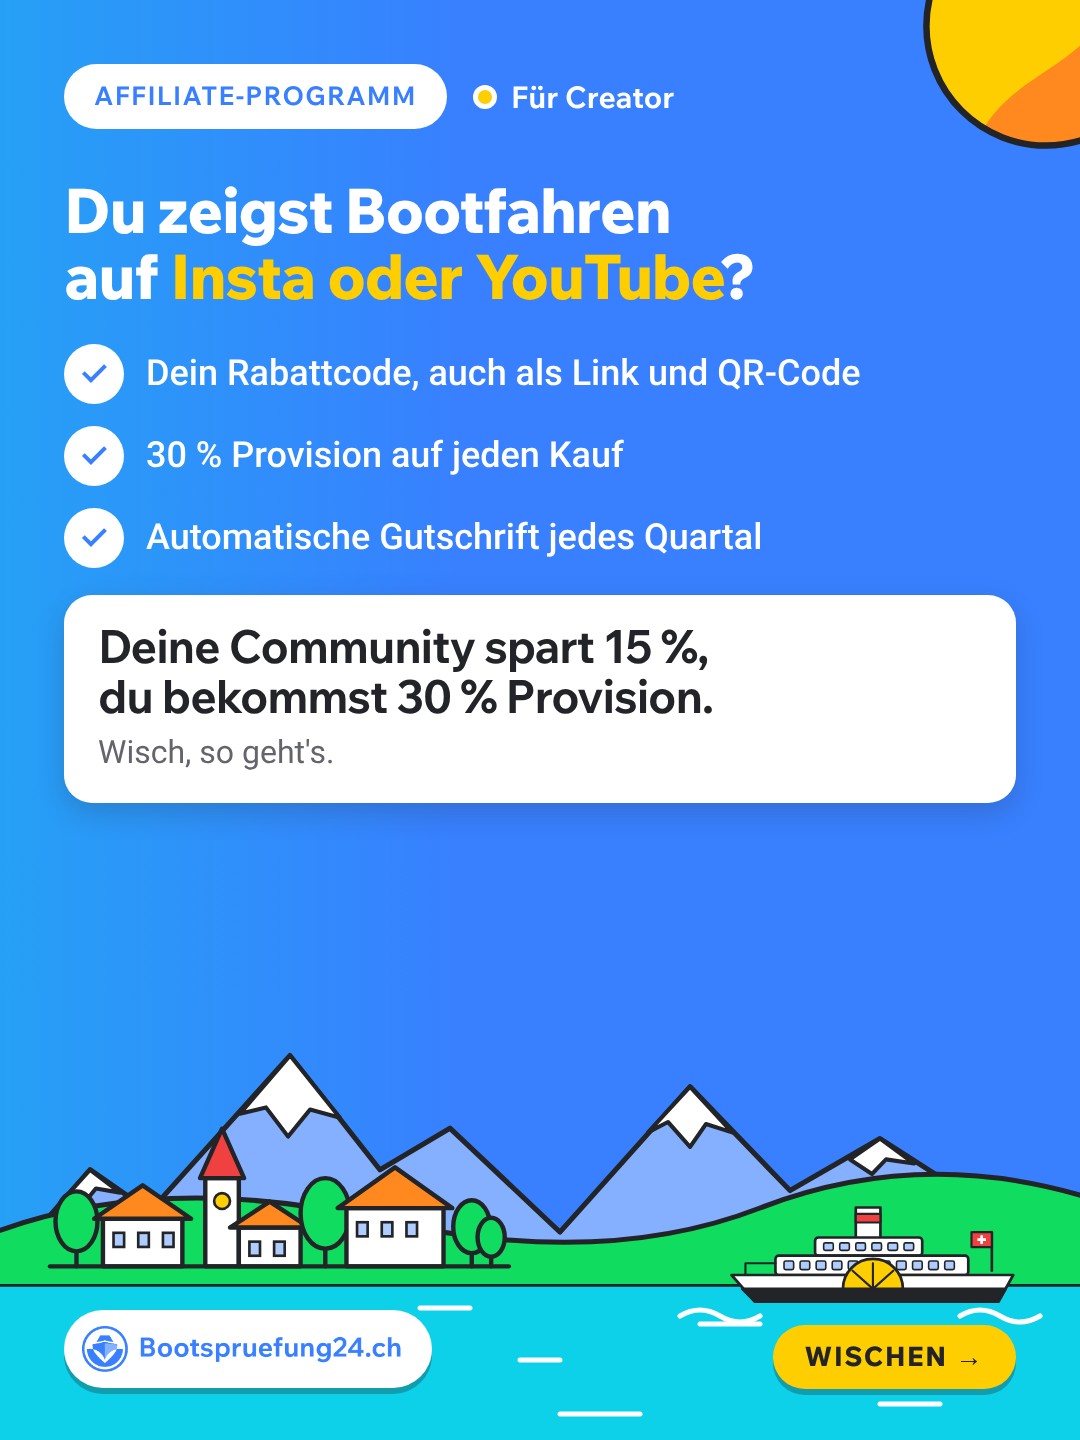 AFFILIATE-PROGRAMM
Für Creator
Du zeigst Bootfahren
auf Insta oder YouTube?
Dein Rabattcode, auch als Link und QR-Code
30 % Provision auf jeden Kauf
Automatische Gutschrift jedes Quartal
Deine Community spart 15 %,
du bekommst 30 % Provision.
Wisch, so geht's.
Bootspruefung24.ch
WISCHEN →